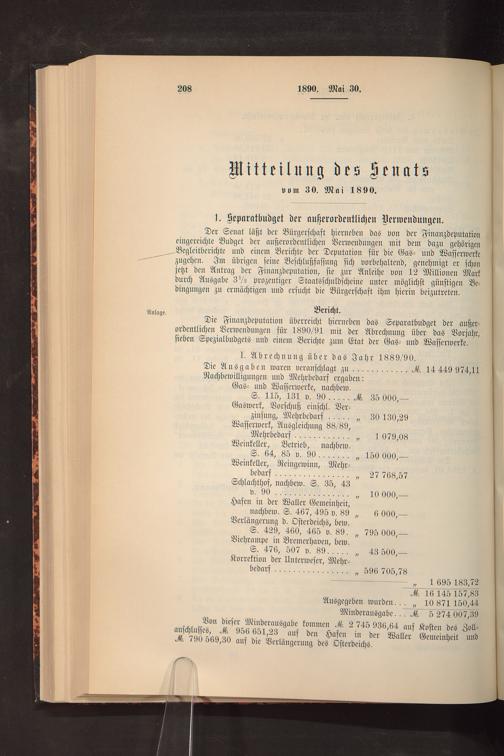 208
1890. Mai 30.
Mitteilung des Senats
vom 30. Mai 1890.
1. Separatbudget der außerordentlichen Verwendungen.
Der Senat läßt der Bürgerschaft hierneben das von der Finanzdeputation
eingereichte Budget der außerordentlichen Verwendungen mit dem dazu gehörigen
Begleitberichte und einem Berichte der Deputation für die Gas- und Wasserwerke
zugehen. Im übrigen seine Beschlußfassung sich vorbehaltend, genehmigt er schon
jetzt den Antrag der Finanzdeputation, sie zur Anleihe von 12 Millionen Mark
durch Ausgabe 3½ prozentiger Staatsschuldscheine unter möglichst günstigen Be-
dingungen zu ermächtigen und ersucht die Bürgerschaft ihm hierin beizutreten.
Anlage.
Bericht.
Die Finanzdeputation überreicht hierneben das Separatbudget der außer-
ordentlichen Verwendungen für 1890/91 mit der Abrechnung über das Vorjahr,
sieben Spezialbudgets und einem Berichte zum Etat der Gas- und Wasserwerke.
I. Abrechnung über das Jahr 1889/90.
Die Ausgaben waren veranschlagt zu ............ M. 14 449 974,11
Nachbewilligungen und Mehrbedarf ergaben:
Gas- und Wasserwerke, nachbew.
S. 115, 131 v. 90 ..... M. 35 000,—
Gaswerk, Vorschuß einschl. Ver-
zinsung, Mehrbedarf ..... „ 30 130,29
Wasserwerk, Ausgleichung 88/89,
Mehrbedarf ............ „ 1 079,08
Weinkeller, Betrieb, nachbew.
S. 64, 85 v. 90 ....... „ 150 000,—
Weinkeller, Reingewinn, Mehr-
bedarf ................ „ 27 768,57
Schlachthof, nachbew. S. 35, 43
v. 90 ................ „ 10 000,—
Hafen in der Waller Gemeinheit,
nachbew. S. 467, 495 v. 89 „ 6 000,—
Verlängerung d. Osterdeichs, bew.
S. 429, 460, 465 v. 89. „ 795 000,—
Viehrampe in Bremerhaven, bew.
S. 476, 507 v. 89..... „ 43 500,—
Korrektion der Unterweser, Mehr-
bedarf ................ „ 596 705,78
„ 1 695 183,72
M. 16 145 157,83
Ausgegeben wurden... „ 10 871 150,44
Minderausgabe... M. 5 274 007,39
Von dieser Minderausgabe kommen M. 2 745 936,64 auf Kosten des Zoll-
anschlusses, M. 956 651,23 auf den Hafen in der Waller Gemeinheit und
M. 790 569,30 auf die Verlängerung des Osterdeichs.